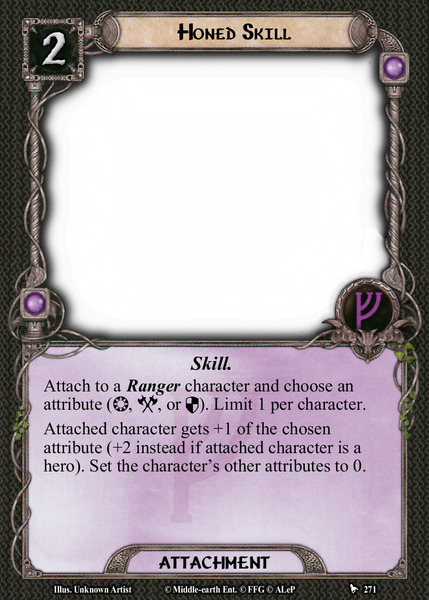 2
HONED SKILL
Skill.
Attach to a Ranger character and choose an
attribute (, , or ). Limit 1 per character.
Attached character gets +1 of the chosen
attribute (+2 instead if attached character is a
hero). Set the character’s other attributes to 0.
ATTACHMENT
Illus. Unknown Artist © Middle-earth Ent. © FFG © ALeP 271